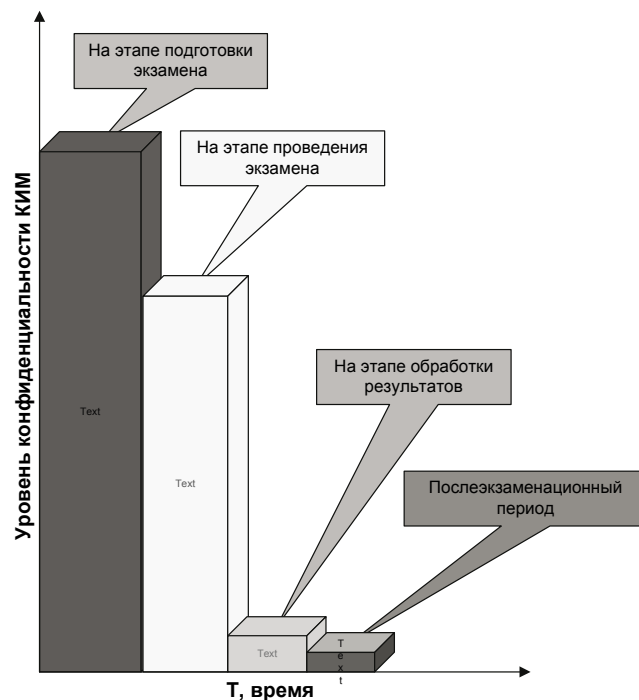 На этапе подготовки
экзамена
На этапе проведения
экзамена
Уровень конфиденциальности КИМ
На этапе обработки
результатов
Text
Text
Послеэкзаменационный
период
Text
Text
Т, время